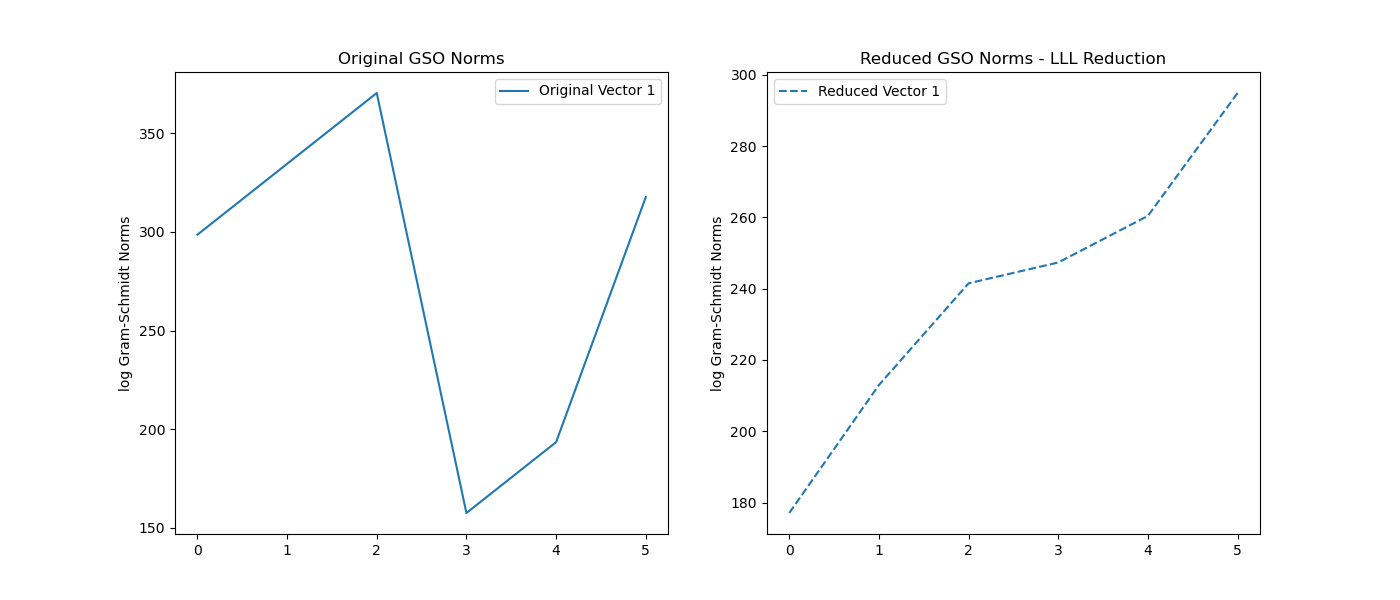 Original GSO Norms
Original Vector 1
log Gram-Schmidt Norms
350
300
250
200
150
0 1 2 3 4 5
Reduced GSO Norms - LLL Reduction
Reduced Vector 1
log Gram-Schmidt Norms
300
280
260
240
220
200
180
0 1 2 3 4 5